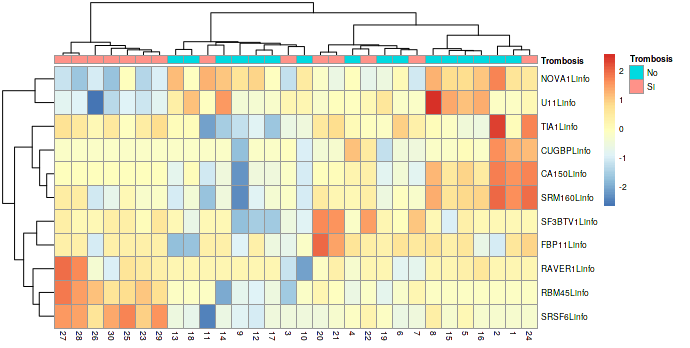 Trombosis
NOVA1Linfo
U11Linfo
TIA1Linfo
CUGBPLinfo
CA150Linfo
SRM160Linfo
SF3BTV1Linfo
FBP11Linfo
RAVER1Linfo
RBM45Linfo
SRSF6Linfo
27 28 26 30 25 23 29 13 18 11 14 9 12 17 3 10 20 21 4 22 19 6 7 8 15 5 16 2 1 24
2
1
0
-1
-2
Trombosis
No
SI